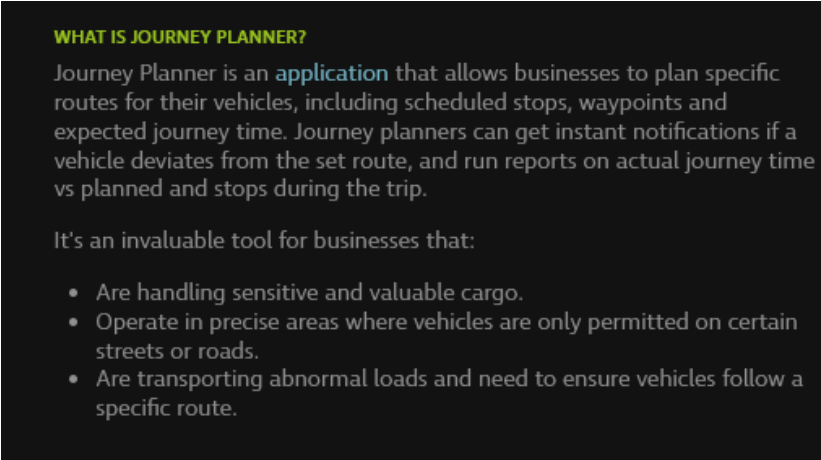 WHAT IS JOURNEY PLANNER?
Journey Planner is an application that allows businesses to plan specific
routes for their vehicles, including scheduled stops, waypoints and
expected journey time. Journey planners can get instant notifications if a
vehicle deviates from the set route, and run reports on actual journey time
vs planned and stops during the trip.
It's an invaluable tool for businesses that:
• Are handling sensitive and valuable cargo.
• Operate in precise areas where vehicles are only permitted on certain
streets or roads.
• Are transporting abnormal loads and need to ensure vehicles follow a
specific route.